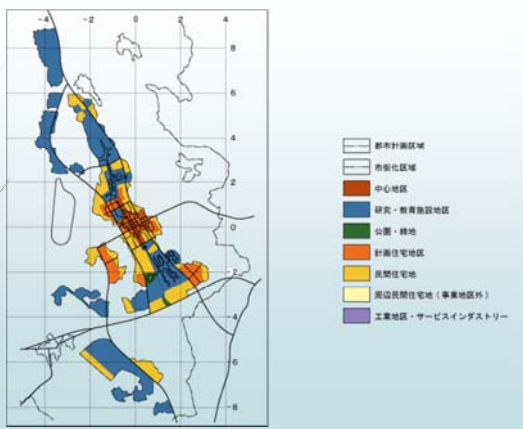 -4 -2 0 2 4
8
6
4
2
0
-2
-4
-6
-8
都市計画区域
市街化区域
中心地区
研究・教育施設地区
公園・緑地
計画住宅地区
民間住宅地
周辺民間住宅地（事業地区外）
工業地区・サービスインダストリー